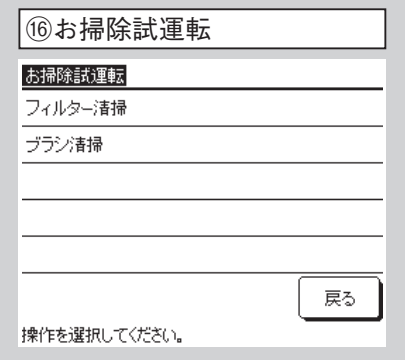 ⑯お掃除試運転
お掃除試運転
フィルター清掃
ブラシ清掃
戻る
操作を選択してください。